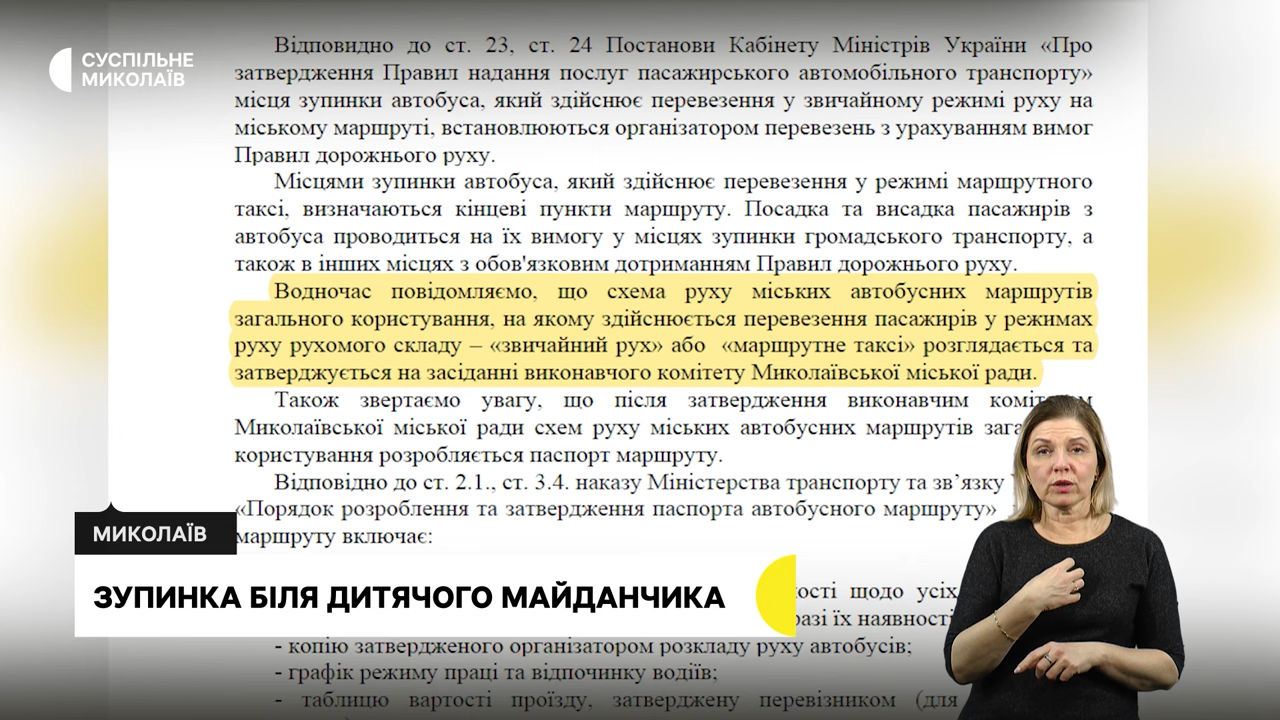 СУСПІЛЬНЕ
МИКОЛАЇВ
Відповидно до ст. 23, ст. 24 Постанови Кабінету Міністрів України «Про
затвердження Правил надання послуг пасажирського автомобільного транспорту»
місця зупинки автобуса, який здійснює перевезення у звичайному режимі руху на
міському маршруті, встановлюються організатором перевезень з урахуванням вимог
Правил дорожнього руху.
Місцями зупинки автобуса, який здійснює перевезення у режимі маршрутного
таксі, визначаються кінцеві пункти маршруту. Посадка та висадка пасажирів з
автобуса проводиться на їх вимогу у місцях зупинки громадського транспорту, а
також в інших місцях з обов'язковим дотриманням Правил дорожнього руху.
Водночас повідомляємо, що схема руху міських автобусних маршрутів
загального користування, на якому здійснюється перевезення пасажирів у режимах
руху рухомого складу – «звичайний рух» або «маршрутне таксі» розглядається та
затверджується на засіданні виконавчого комітету Миколаївської міської ради.
Також звертаємо увагу, що після затвердження виконавчим
Миколаївської міської ради схем руху міських автобусних маршрутів
користування розробляється паспорт маршруту.
Відповідно до ст. 2.1., ст. 3.4. наказу Міністерства транспорту та зв’язку
«Порядок розроблення та затвердження паспорта автобусного маршруту»
маршруту включає:
МИКОЛАЇВ
ЗУПИНКА БІЛЯ ДИТЯЧОГО МАЙДАНЧИКА
щодо усіх
їх наявності
- копію затвердженого організатором розкладу руху автобусів;
- графік режиму праці та відпочинку водіїв;
- таблицю вартості проїзду, затверджену перевізником (для